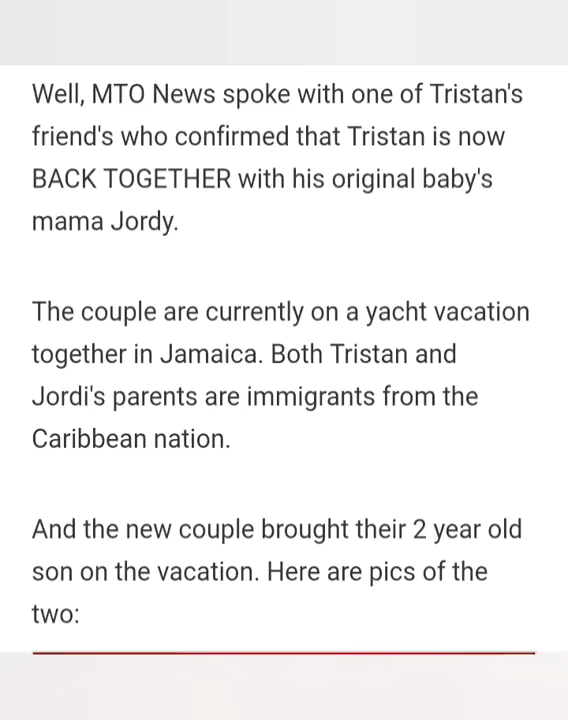 Well, MTO News spoke with one of Tristan's
friend's who confirmed that Tristan is now
BACK TOGETHER with his original baby's
mama Jordy.
The couple are currently on a yacht vacation
together in Jamaica. Both Tristan and
Jordi's parents are immigrants from the
Caribbean nation.
And the new couple brought their 2 year old
son on the vacation. Here are pics of the
two: